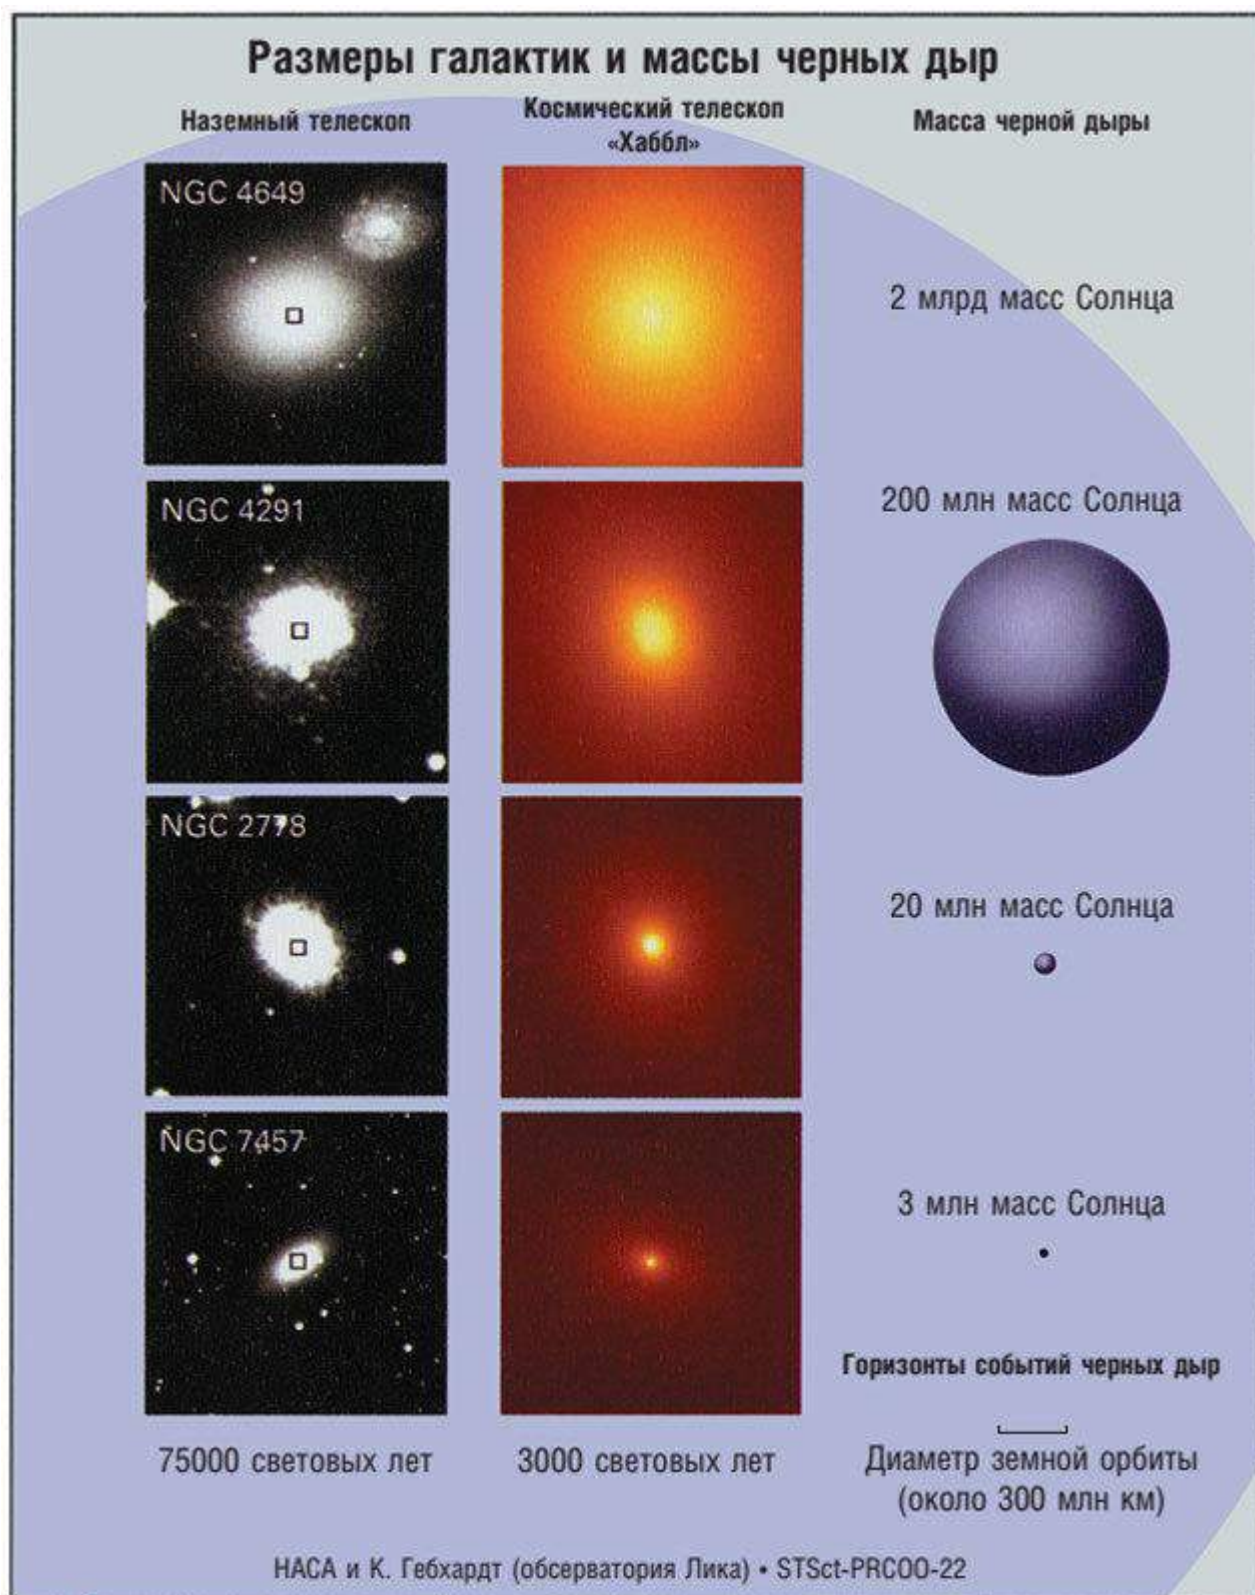 Размеры галактик и массы черных дыр
Наземный телескоп
Космический телескоп
«Хаббл»
Масса черной дыры
NGC 4649
2 млрд масс Солнца
NGC 4291
200 млн масс Солнца
NGC 2778
20 млн масс Солнца
NGC 7457
3 млн масс Солнца
Горизонты событий черных дыр
75000 световых лет
3000 световых лет
Диаметр земной орбиты
(около 300 млн км)
НАСА и К. Гебхардт (обсерватория Лика) • STSct-PRCOO-22